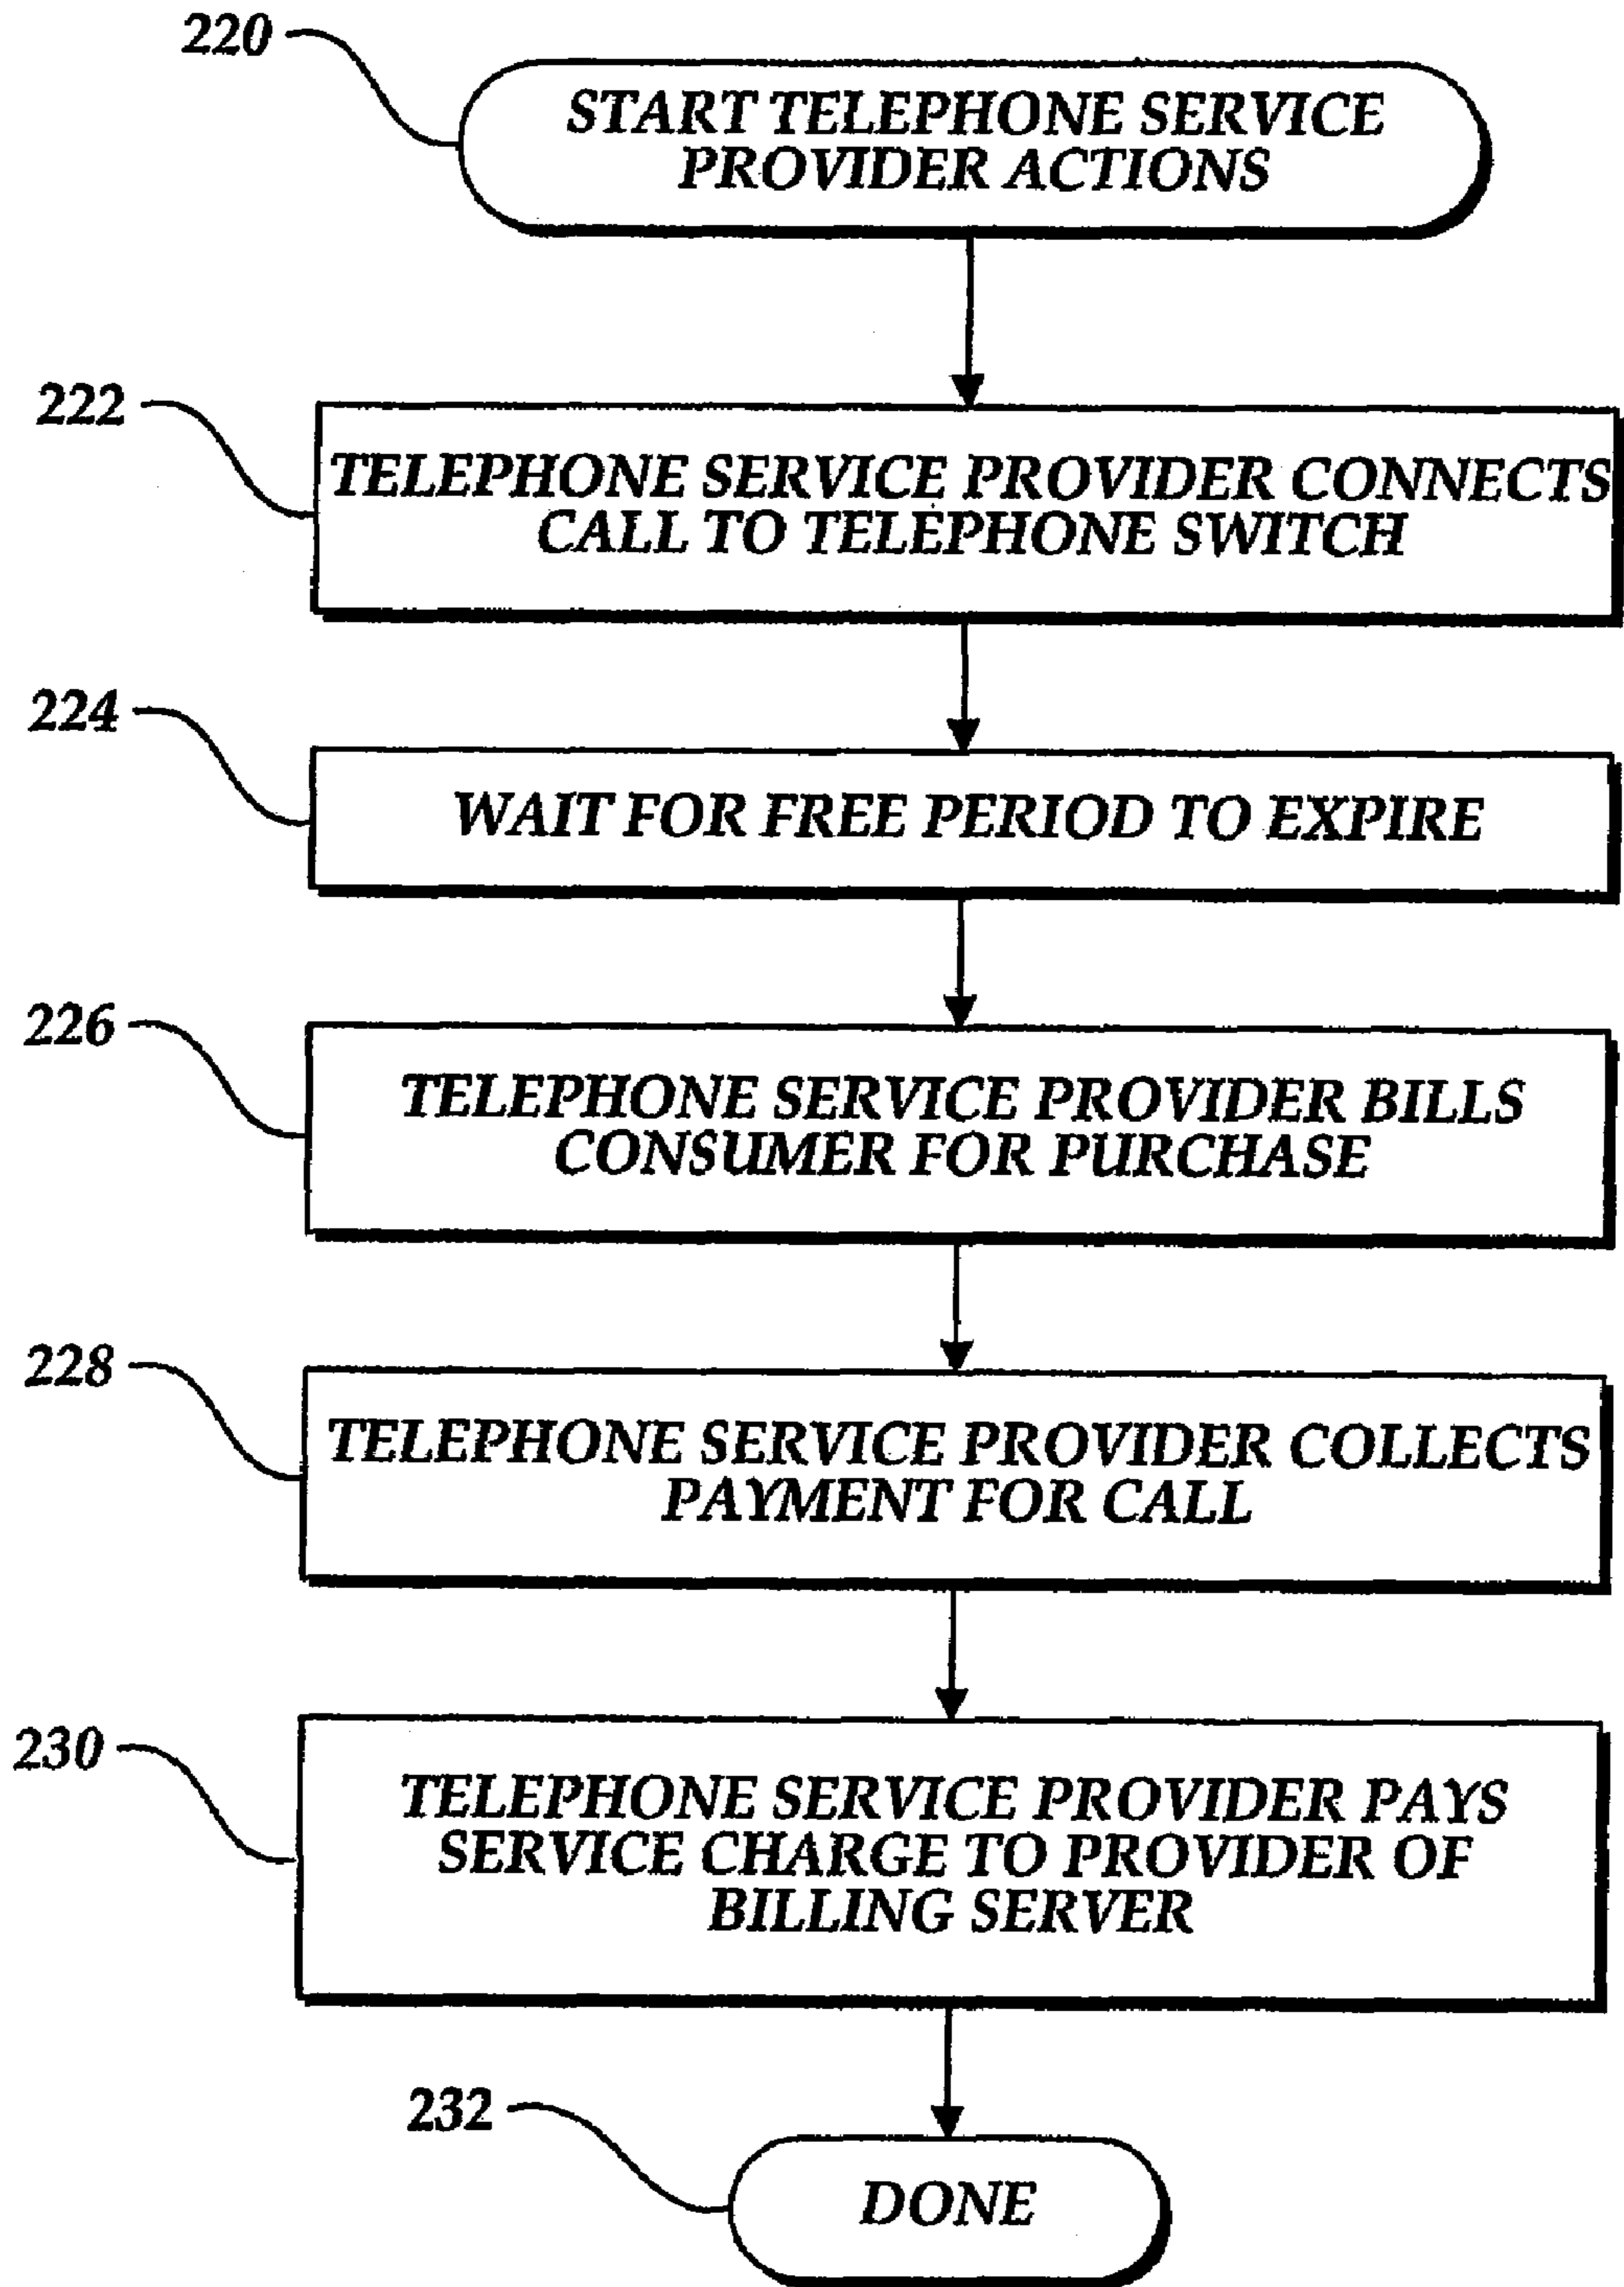 220
START TELEPHONE SERVICE
PROVIDER ACTIONS
222
TELEPHONE SERVICE PROVIDER CONNECTS
CALL TO TELEPHONE SWITCH
224
WAIT FOR FREE PERIOD TO EXPIRE
226
TELEPHONE SERVICE PROVIDER BILLS
CONSUMER FOR PURCHASE
228
TELEPHONE SERVICE PROVIDER COLLECTS
PAYMENT FOR CALL
230
TELEPHONE SERVICE PROVIDER PAYS
SERVICE CHARGE TO PROVIDER OF
BILLING SERVER
232
DONE